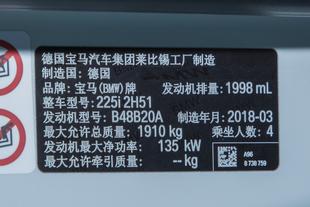 德国宝马汽车集团莱比锡工厂制造
制造国: 德国
品牌: 宝马(BMW)牌 发动机排量: 1998 mL
整车型号: 225i 2H51
发动机型号: B48B20A 制造年月: 2018-03
最大允许总质量: 1910 kg 乘坐人数: 4
发动机最大净功率: 135 kW
最大允许牵引质量: -- kg
A96
8 738 759